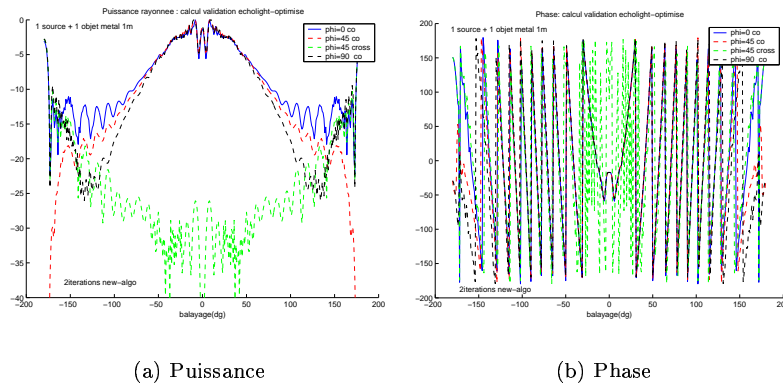 Puissance rayonnee : calcul validation echolight−optimise
1 source + 1 objet metal 1m
phi=0 co
phi=45 co
phi=45 cross
phi=90 co
0
−5
−10
−15
−20
−25
−30
−35
−40
2iterations new−algo
−200 −150 −100 −50 0 50 100 150 200
balayage(dg)
(a) Puissance
Phase: calcul validation echolight−optimise
1 source + 1 objet metal 1m
phi=0 co
phi=45 co
phi=45 cross
phi=90 co
200
150
100
50
0
−50
−100
−150
−200
2iterations new−algo
−200 −150 −100 −50 0 50 100 150 200
balayage(dg)
(b) Phase